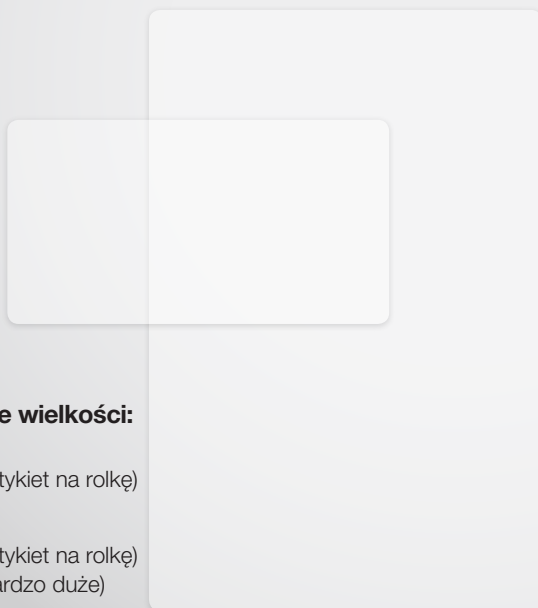 e wielkości:
tykiet na rolkę)
tykiet na rolkę)
ardzo duże)